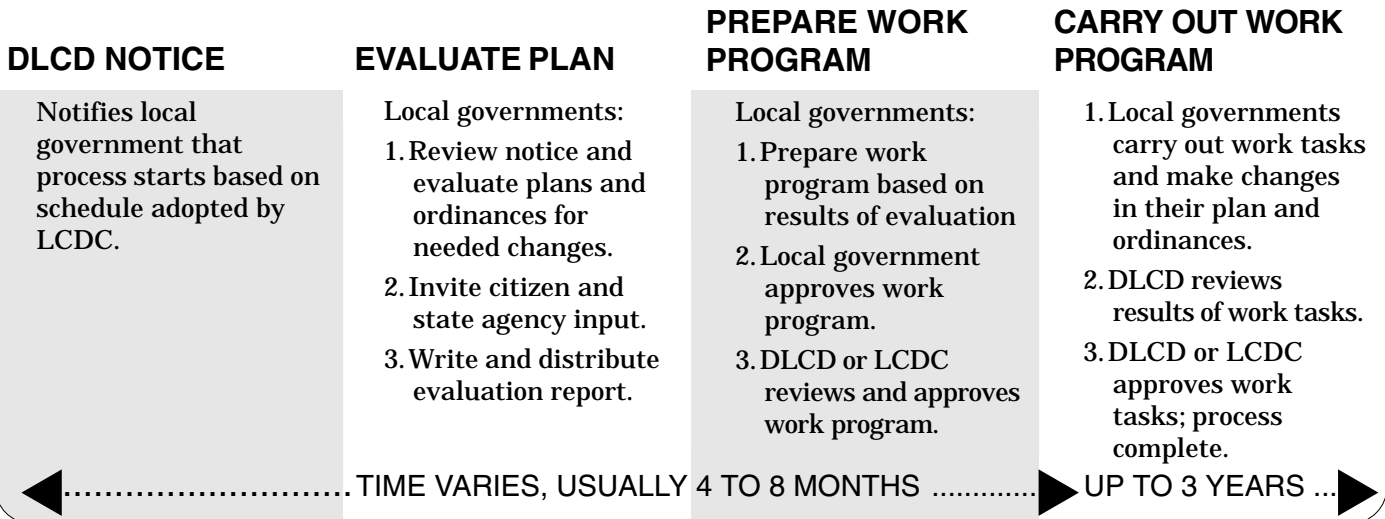 DLCD NOTICE
Notifies local
government that
process starts based on
schedule adopted by
LCDC.
EVALUATE PLAN
Local governments:
1. Review notice and
evaluate plans and
ordinances for
needed changes.
2. Invite citizen and
state agency input.
3. Write and distribute
evaluation report.
PREPARE WORK
PROGRAM
Local governments:
1. Prepare work
program based on
results of evaluation
2. Local government
approves work
program.
3. DLCD or LCDC
reviews and approves
work program.
CARRY OUT WORK
PROGRAM
1. Local governments
carry out work tasks
and make changes
in their plan and
ordinances.
2. DLCD reviews
results of work tasks.
3. DLCD or LCDC
approves work
tasks; process
complete.
............................ TIME VARIES, USUALLY 4 TO 8 MONTHS ............. UP TO 3 YEARS ...